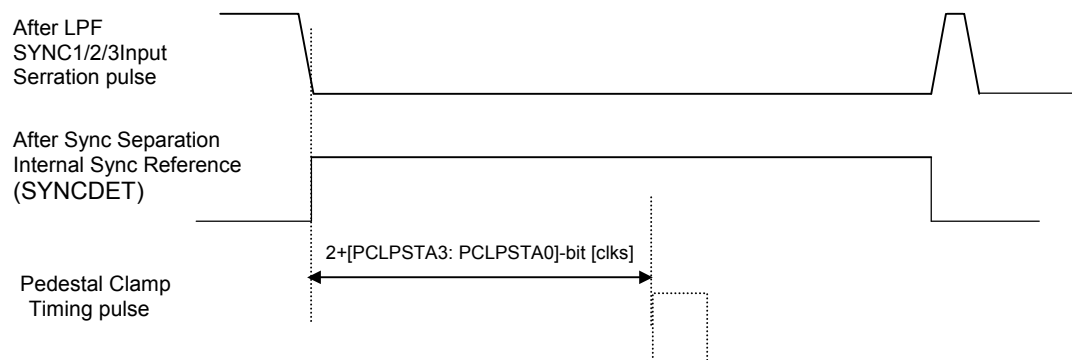 After LPF
SYNC1/2/3Input
Serration pulse
After Sync Separation
Internal Sync Reference
(SYNCDET)
2+[PCLPSTA3: PCLPSTA0]-bit [clks]
Pedestal Clamp
Timing pulse